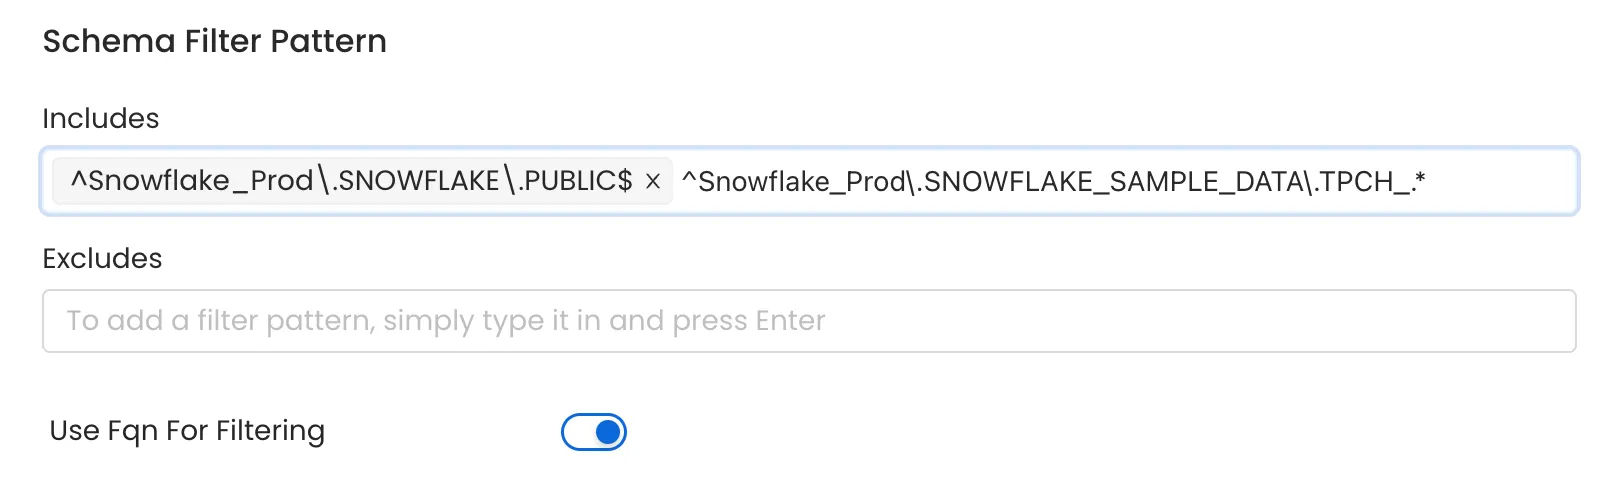 Schema Filter Pattern
Includes
^Snowflake_Prod\.SNOWFLAKE\.PUBLIC$ × ^Snowflake_Prod\.SNOWFLAKE_SAMPLE_DATA\.TPCH_.*
Excludes
To add a filter pattern, simply type it in and press Enter
Use Fqn For Filtering